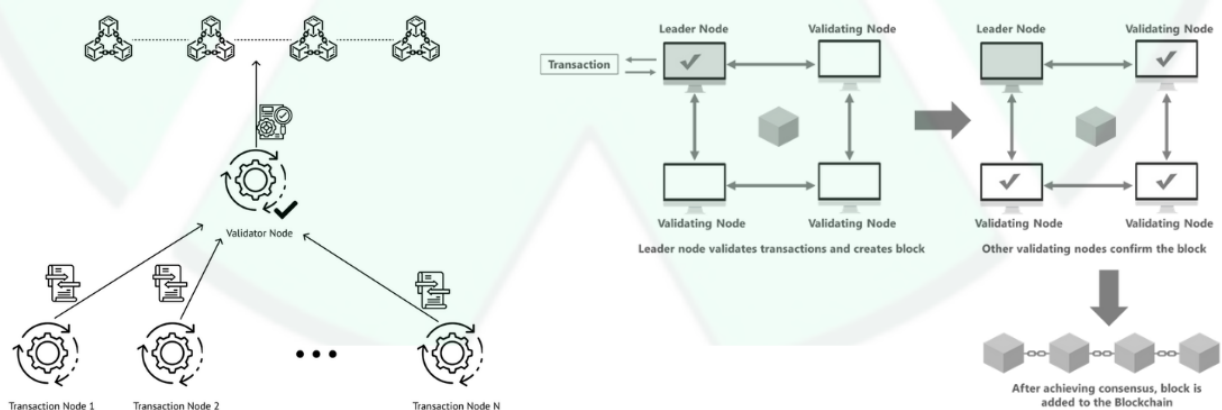 Validator Node
Transaction Node 1
Transaction Node 2
Transaction Node N
Leader Node
Validating Node
Transaction
Validating Node
Validating Node
Leader node validates transactions and creates block
Leader Node
Validating Node
Validating Node
Validating Node
Other validating nodes confirm the block
After achieving consensus, block is
added to the Blockchain